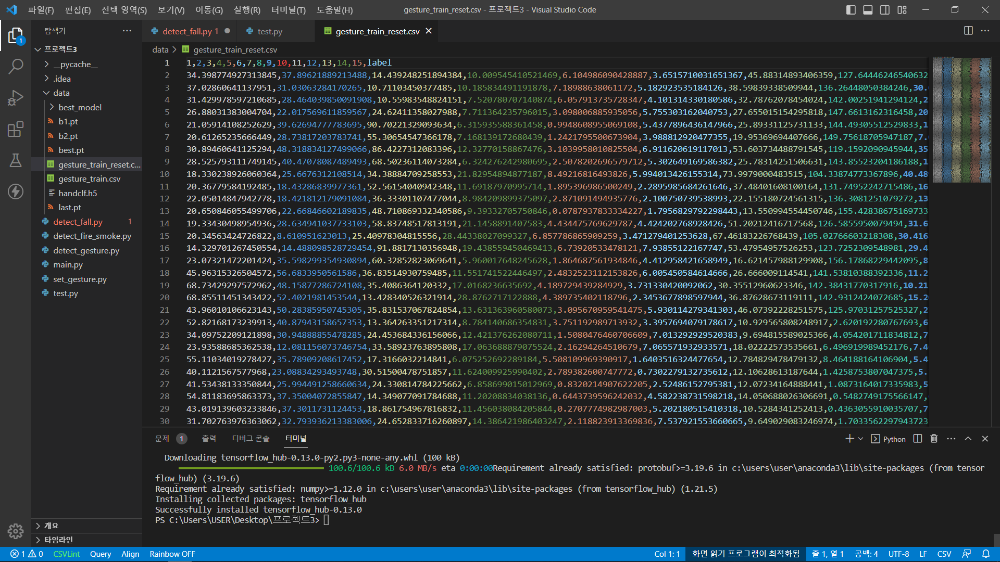 파일(F) 편집(E) 선택 영역(S) 보기(V) 이동(G) 실행(R) 터미널(T) 도움말(H) gesture_train_reset.csv - 프로젝트3 - Visual Studio Code
탐색기
detect_fall.py 1
test.py
gesture_train_reset.csv
data > gesture_train_reset.csv
1
프로젝트3
__pycache__
.idea
data
best_model
b1.pt
b2.pt
best.pt
gesture_train_reset.c...
gesture_train.csv
handclf.h5
last.pt
detect_fall.py 1
detect_fire_smoke.py
detect_gesture.py
main.py
set_gesture.py
test.py
개요
타임라인
1 1,2,3,4,5,6,7,8,9,10,11,12,13,14,15,label
2 34.398774927313845,37.89621889213488,14.439248251894384,10.009545410521469,6.104986090428887,3.6515710031651367,45.88314893406359,127.64446246540632
3 37.02860641137951,31.03063284170265,10.71103450377485,10.185834491191878,7.18988638061172,5.182923535184126,38.59839338509944,136.26448050384246,30.
4 31.429978597210685,28.464039850091908,10.55983548824151,7.520780707140874,6.057913735728347,4.101314330180586,32.78762078454024,142.00251941294124,2
5 26.88031383004704,22.017569611859567,24.62411358027988,7.711364235796015,3.098006885935056,5.755303162040753,27.655015154295818,147.6613162316458,20
6 21.05914108252629,39.62694777783695,90.70221329093634,6.315935588361458,0.9948608955069108,5.4377896436147966,25.89331125731133,144.49305512529833,1
7 20.61265235666449,28.73817203783741,55.30654547366178,7.168139172680439,1.2421795500673904,3.988812920477355,19.95369694407666,149.75618705947187,7.
8 30.89460641125294,48.318834127499066,86.4227312083396,12.32770158867476,3.1039958010825504,6.911620619117013,53.603734488791545,119.1592090945944,35
9 28.525793111749145,40.47078087489493,68.50236114073284,6.324276242980695,2.5078202696579712,5.302649169586382,25.78314251506631,143.85523204186188,1
10 18.330238926060364,25.6676312108514,34.38884709258553,21.82954894877187,8.49216816493826,5.994013426155314,73.9979000483515,104.33874773367896,40.48
11 20.36779584192485,18.43286839977361,52.56154040942348,11.69187970995714,1.895396986500249,2.2895985684261646,37.48401608100164,131.74952242715486,16
12 22.05014847942778,18.421812179091084,36.33301107477044,8.984209899375097,2.871091494935776,2.100750739538993,22.155180724561315,136.3081251079272,13
13 20.650846055499706,22.66846602189835,48.710869332340586,9.39332705750846,0.0787937833334227,1.7956829792298443,13.550994554450746,155.42838675169733
14 19.33430498954936,28.634941037733103,58.83748517813191,21.1458891407583,4.434475769629787,4.424202768928426,51.20212416717568,126.5855950079494,31.6
15 20.34563424726822,8.610951623013,25.40978304815556,28.44338027099327,6.857786865909259,3.471279401253628,67.46183226768439,105.02766603218308,30.416
16 14.329701267450554,14.488098528729454,91.8817130356948,19.438559450469413,6.73920533478121,7.93855122167747,53.47954957526253,123.7252309548981,29.4
17 23.07321472201424,35.598299354930894,60.32852823069641,5.960017648245628,1.864687561934846,4.412958421658949,16.621457988129908,156.17868229442095,8
18 45.96315326504572,56.6833950561586,36.83514930759485,11.551741522446497,2.4832523112153826,6.005450584614666,26.666009114541,141.53810388392336,11.2
19 68.73429297572962,48.15877286724108,35.4086364120332,17.0168236635692,4.189729439284929,3.731330420092062,30.35512960623346,142.38431770317916,10.21
20 68.85511451343422,52.4021981453544,13.428340526321914,28.8762717122888,4.389735402118796,2.3453677898597944,36.87628673119111,142.9312424072685,15.2
21 43.96010106623143,50.28385950745305,35.831537067824854,13.631363960580073,3.095670959541475,5.930114279341303,46.07392228251575,125.97031257525327,2
22 52.82168173239913,40.87943158657353,13.364263351217314,8.784140686354831,3.751192989713932,3.3957694079178617,10.929565808248917,2.620192280767693,6
23 34.09752209121898,30.94888855478285,24.453684336156066,12.421376262080711,1.5080476460706609,7.013292929520383,9.694815589025366,4.054201711834812,7
24 23.93588685362538,12.081156073746754,33.58923763895808,17.063688879075524,2.16294264510679,7.065571932933571,18.02222573535661,6.496919989452176,7.4
25 55.11034019278427,35.78909208617452,17.3166032214841,6.075252692289184,5.508109969390917,1.6403516324477654,12.784829478479132,8.464188164106904,5.4
26 40.1121567577968,23.08834293493748,30.51500478751857,11.624009925990402,2.789382600747772,0.7302279132735612,12.10628613187644,1.4258753807047375,5.
27 41.53438133350844,25.994491258660634,24.330814784225662,6.858699015012969,0.8320214907622205,2.52486152795381,12.07234164888441,1.0873164017335983,5
28 54.81183695863373,37.35004072855847,14.349077091784688,11.20208834038136,0.6443739596242032,4.582238731598218,14.050688026306691,0.5482749175566147,
29 43.019139603233846,37.3011731124453,18.861754967816832,11.456038084205844,0.2707774982987003,5.202180515410318,10.5284341252413,0.4363055910035707,7
30 31.702763976363062,32.793936213383006,24.652833716260897,14.386421986403247,2.118823913369836,7.537921553660665,9.649029083246974,1.7033562297943723
문제 1 출력 디버그 콘솔 터미널 Python
Downloading tensorflow_hub-0.13.0-py2.py3-none-any.whl (100 kB)
100.6/100.6 kB 6.0 MB/s eta 0:00:00Requirement already satisfied: protobuf>=3.19.6 in c:\users\user\anaconda3\lib\site-packages (from tensor
flow_hub) (3.19.6)
Requirement already satisfied: numpy>=1.12.0 in c:\users\user\anaconda3\lib\site-packages (from tensorflow_hub) (1.21.5)
Installing collected packages: tensorflow_hub
Successfully installed tensorflow_hub-0.13.0
PS C:\Users\USER\Desktop\프로젝트3>
1 0 CSVLint Query Align Rainbow OFF Col 1: 1 화면 읽기 프로그램이 최적화됨 줄 1, 열 1 공백: 4 UTF-8 LF CSV